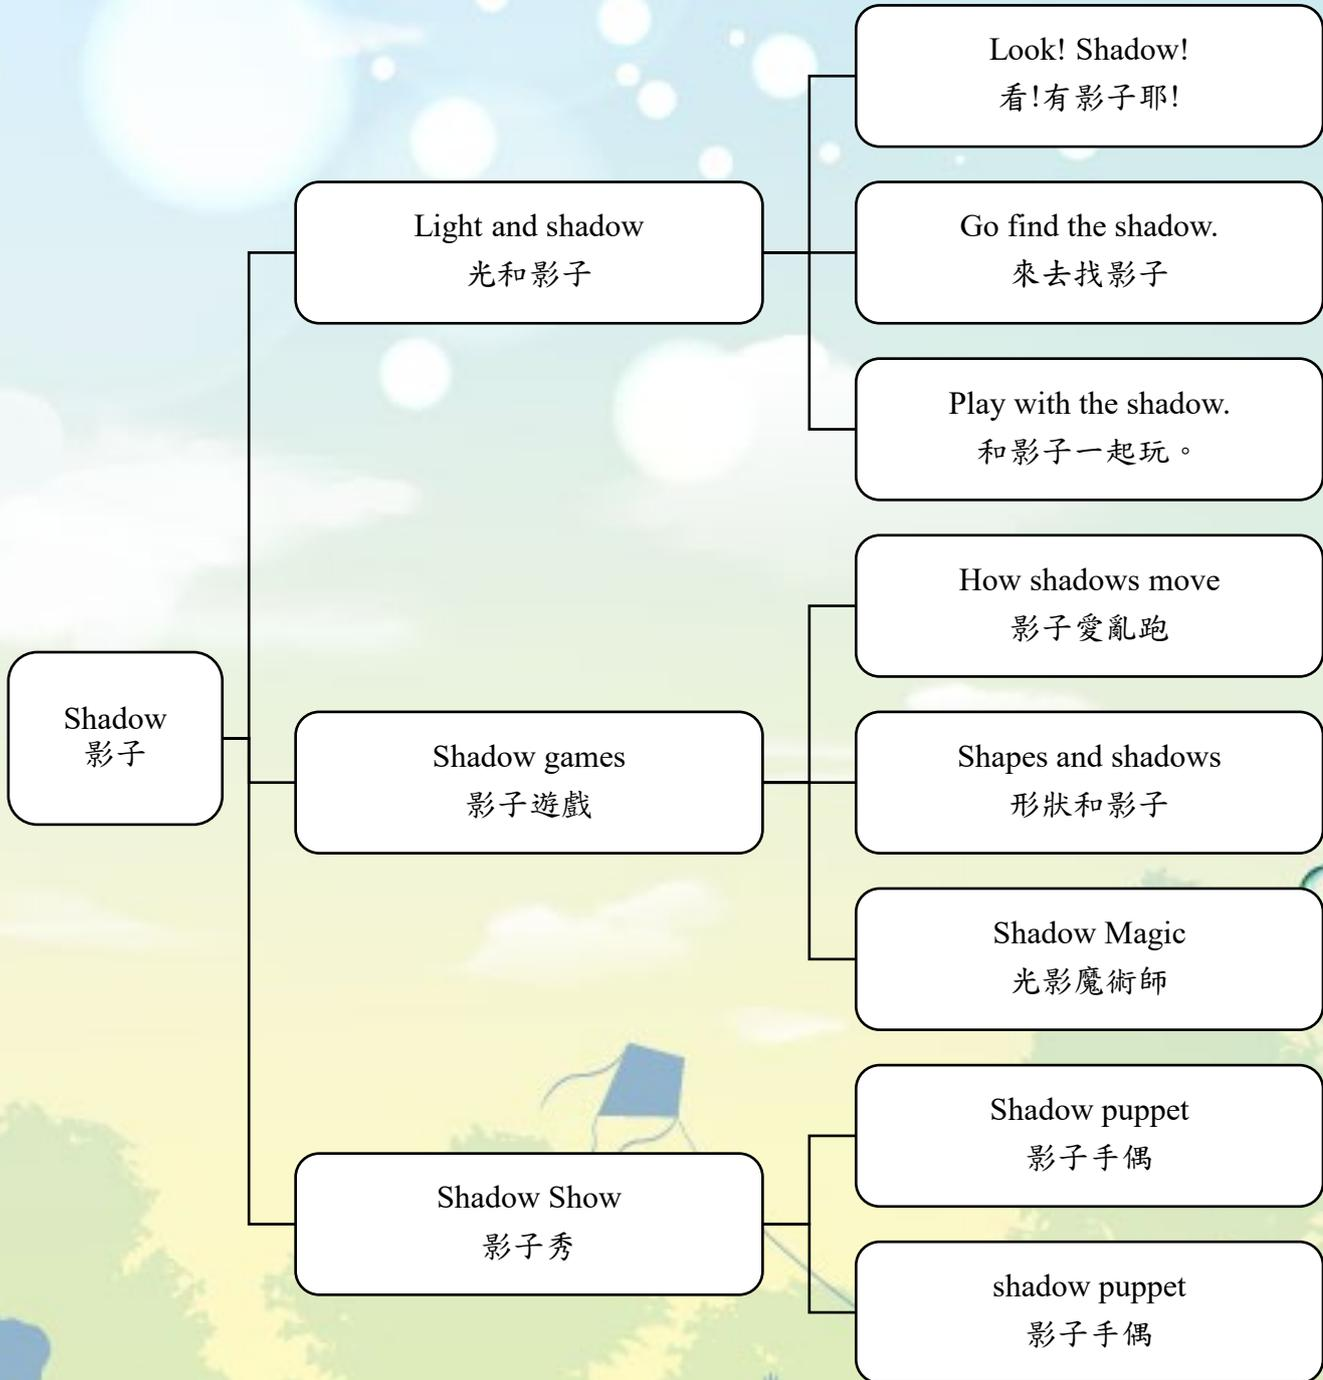 Look! Shadow!
看!有影子耶!
Light and shadow
光和影子
Go find the shadow.
來去找影子
Play with the shadow.
和影子一起玩。
How shadows move
影子愛亂跑
Shadow
影子
Shadow games
影子遊戲
Shapes and shadows
形狀和影子
Shadow Magic
光影魔術師
Shadow puppet
影子手偶
Shadow Show
影子秀
shadow puppet
影子手偶